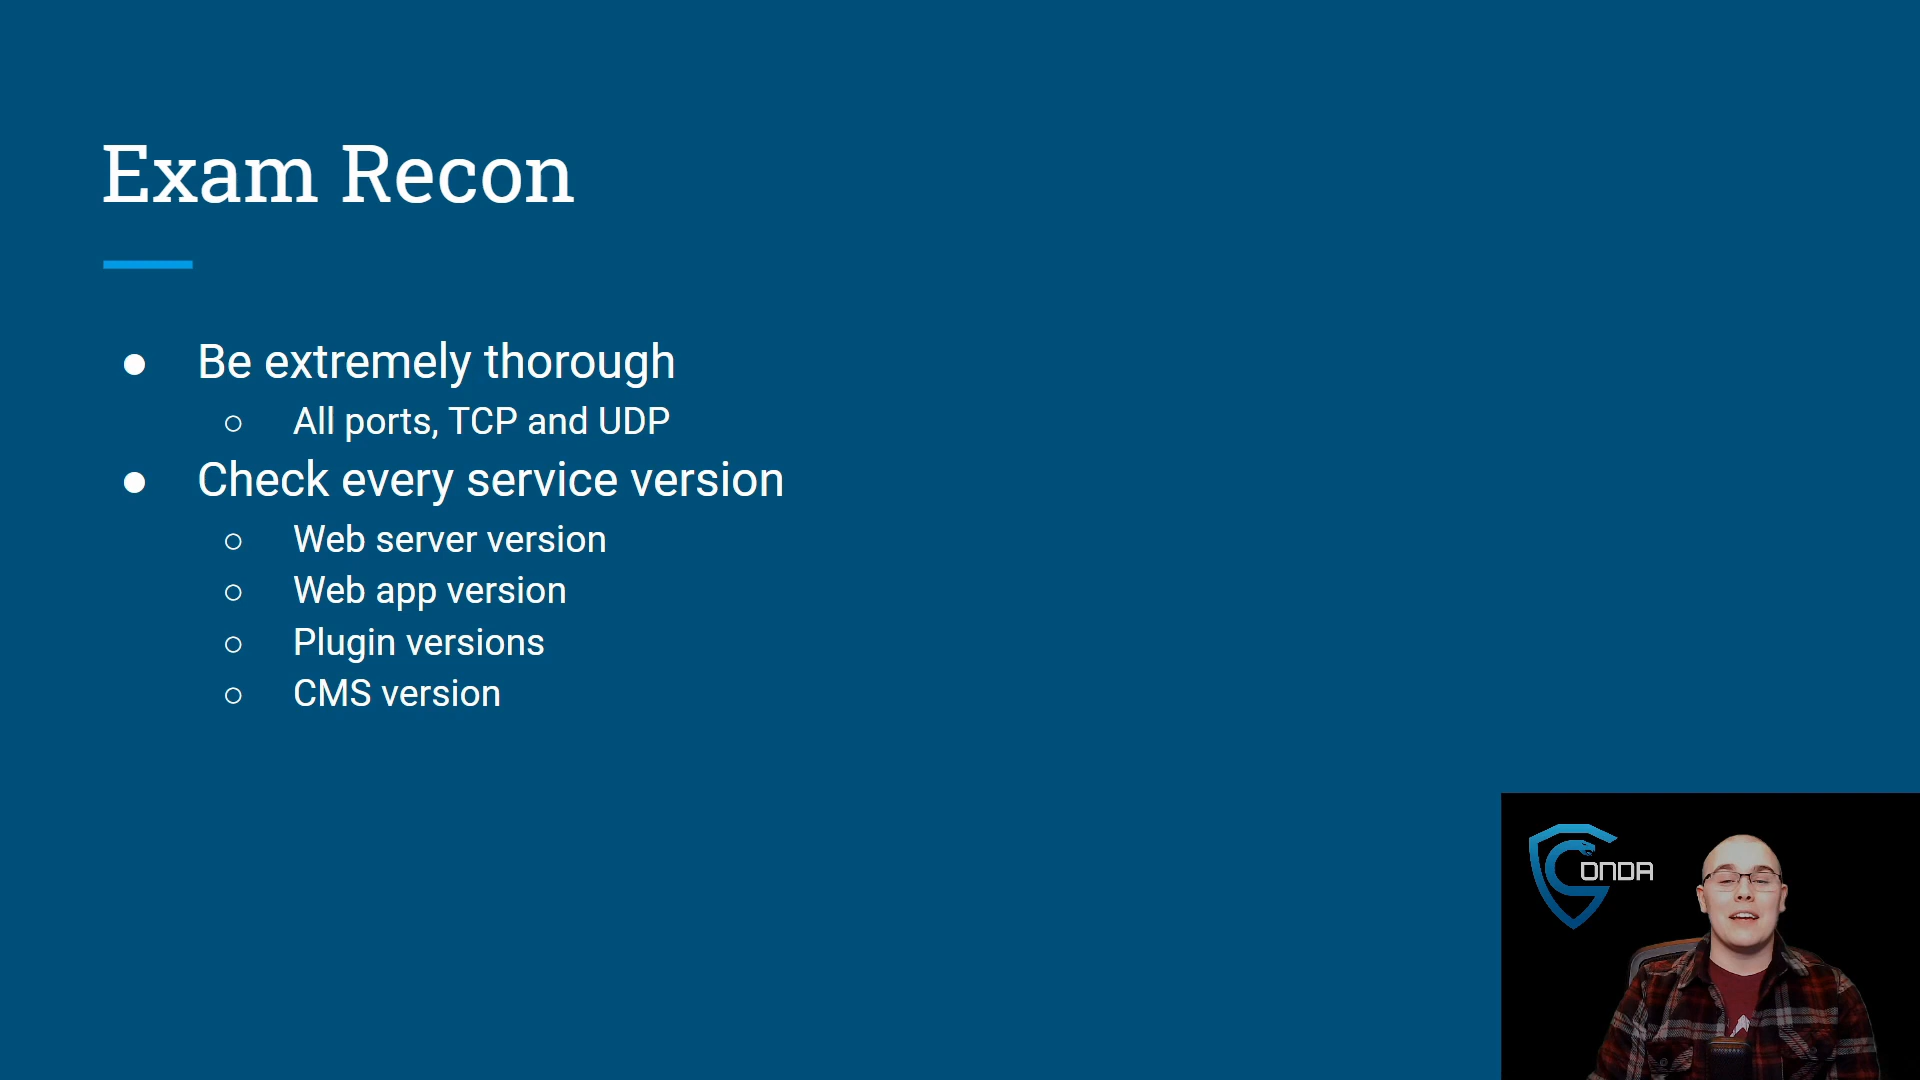 Exam Recon
Be extremely thorough
All ports, TCP and UDP
Check every service version
Web server version
Web app version
Plugin versions
CMS version
CONDA